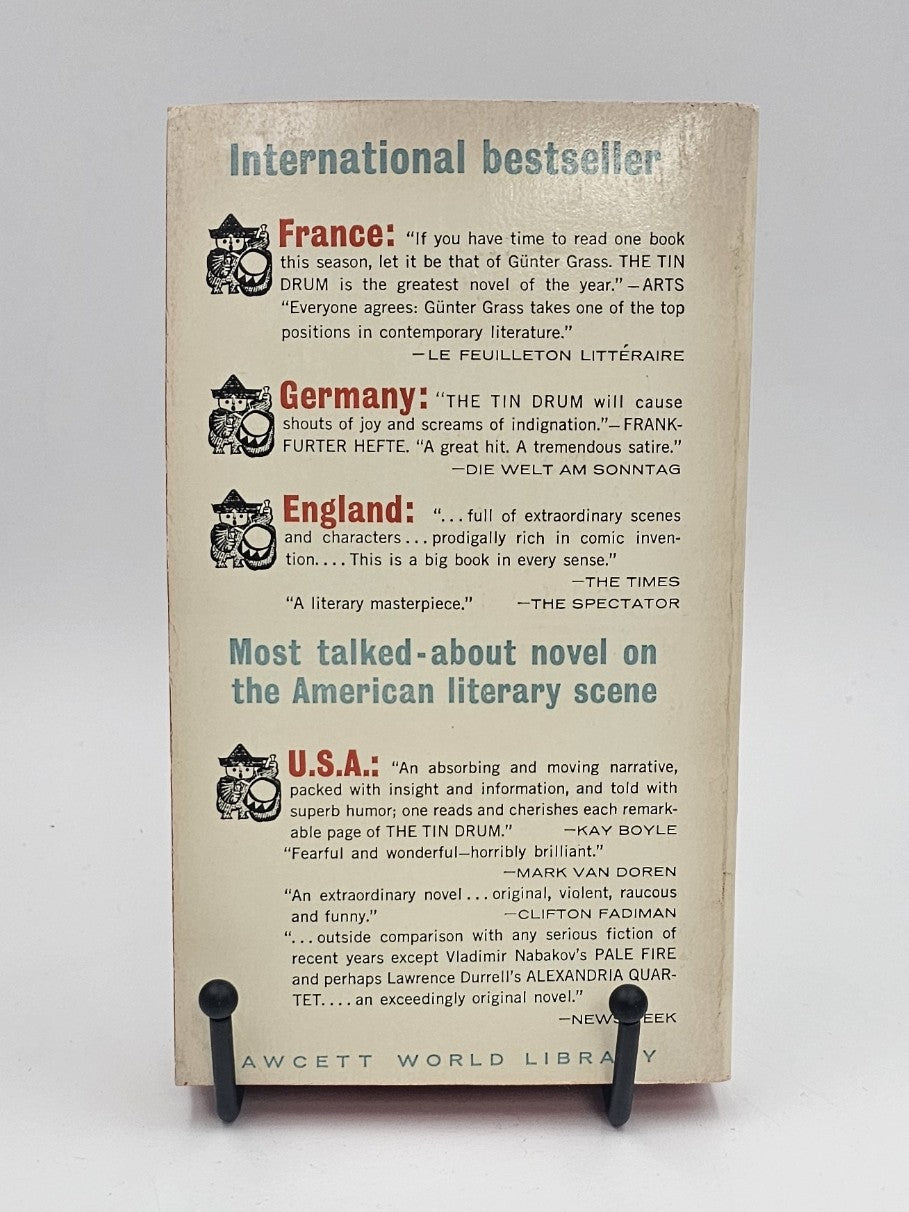 International bestseller
France: “If you have time to read one book
this season, let it be that of Günter Grass. THE TIN
DRUM is the greatest novel of the year.”—ARTS
“Everyone agrees: Günter Grass takes one of the top
positions in contemporary literature.”
—LE FEUILLETON LITTÉRAIRE
Germany: “THE TIN DRUM will cause
shouts of joy and screams of indignation.”—FRANK-
FURTER HEFTE. “A great hit. A tremendous satire.”
—DIE WELT AM SONNTAG
England: “...full of extraordinary scenes
and characters...prodigally rich in comic inven-
tion....This is a big book in every sense.”
—THE TIMES
“A literary masterpiece.” —THE SPECTATOR
Most talked-about novel on
the American literary scene
U.S.A.: “An absorbing and moving narrative,
packed with insight and information, and told with
superb humor; one reads and cherishes each remark-
able page of THE TIN DRUM.” —KAY BOYLE
“Fearful and wonderful—horribly brilliant.”
—MARK VAN DOREN
“An extraordinary novel...original, violent, raucous
and funny.” —CLIFTON FADIMAN
“...outside comparison with any serious fiction of
recent years except Vladimir Nabakov’s PALE FIRE
and perhaps Lawrence Durrell’s ALEXANDRIA QUAR-
TET....an exceedingly original novel.”
—NEWSWEEK
AWCETT WORLD LIBRARY